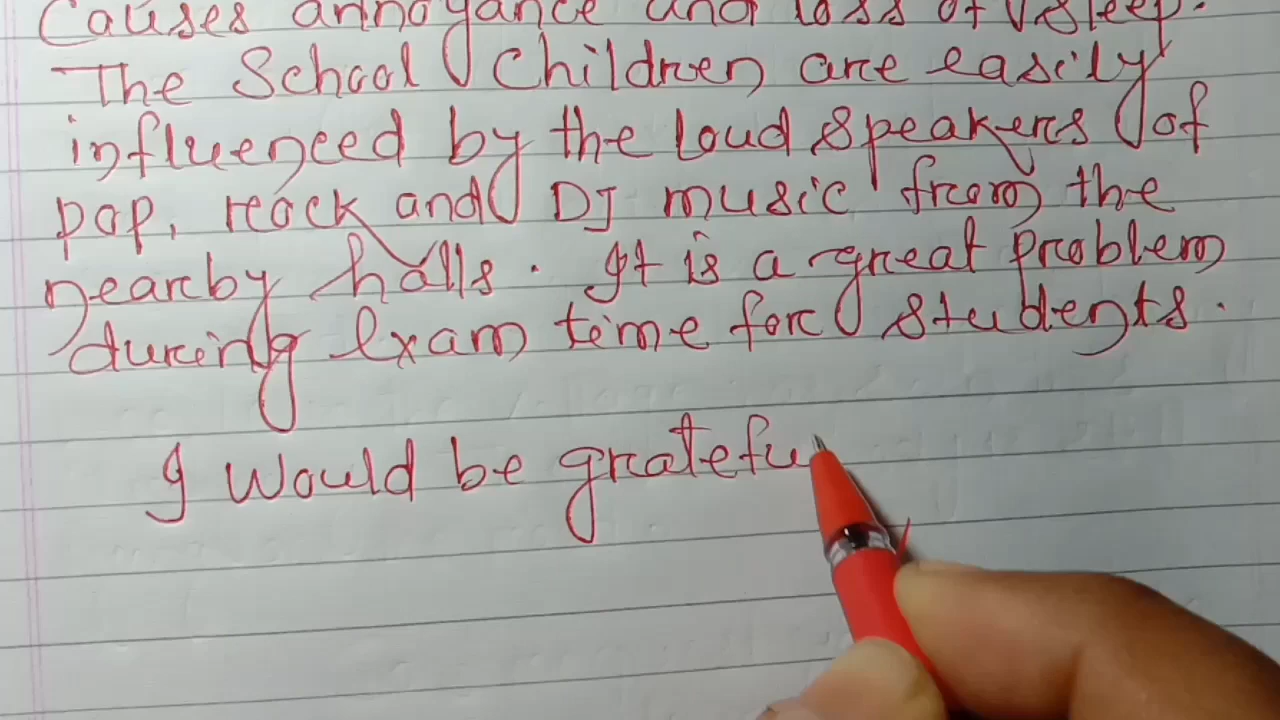 Causes annoyance and loss of sleep.
The School Children are easily
influenced by the loud speakers of
pop, rock and DJ music from the
nearby halls. It is a great problem
during exam time for students.
I would be gratefu